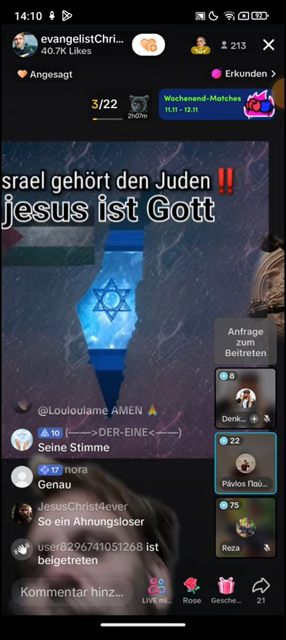 14:10
92
evangelistChri...
40.7K Likes
213
Angesagt
Erkunden >
3/22
2h07m
Wochenend-Matches
11.11 - 12.11
srael gehört den Juden‼️
jesus ist Gott
Anfrage
zum
Beitreten
8
Denk...
@Louloulame AMEN 🙏
10 (——>DER-EINE<——)
Seine Stimme
22
Pávlos Παύ...
17 nora
Genau
JesusChrist4ever
So ein Ahnungsloser
75
Reza
user8296741051268 ist
beigetreten
Kommentar hinz...
LIVE mi...
Rose
Gesche...
21